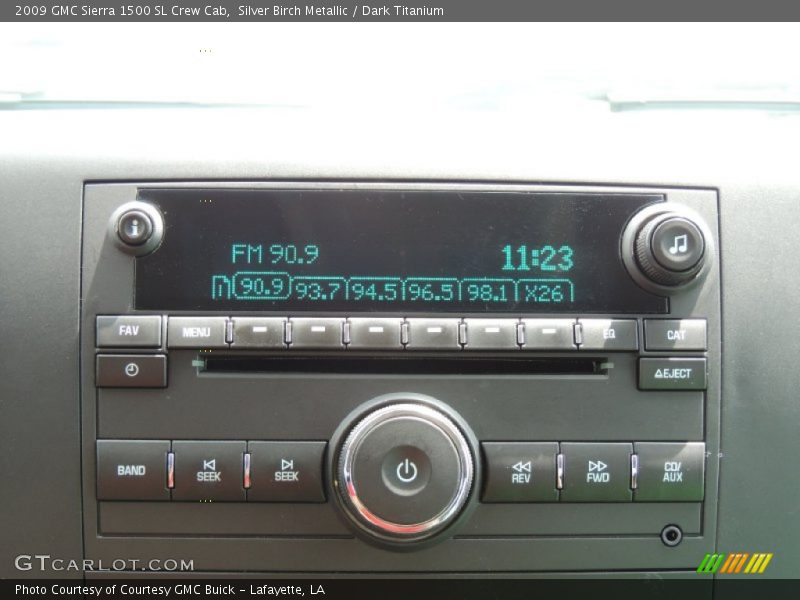 2009 GMC Sierra 1500 SL Crew Cab,  Silver Birch Metallic / Dark Titanium
FM 90.9 11:23
90.9 93.7 94.5 96.5 98.1 X26
FAV MENU EQ CAT
EJECT
BAND SEEK SEEK REV FWD CD/AUX
GTCARLOT.COM
Photo Courtesy of Courtesy GMC Buick - Lafayette, LA